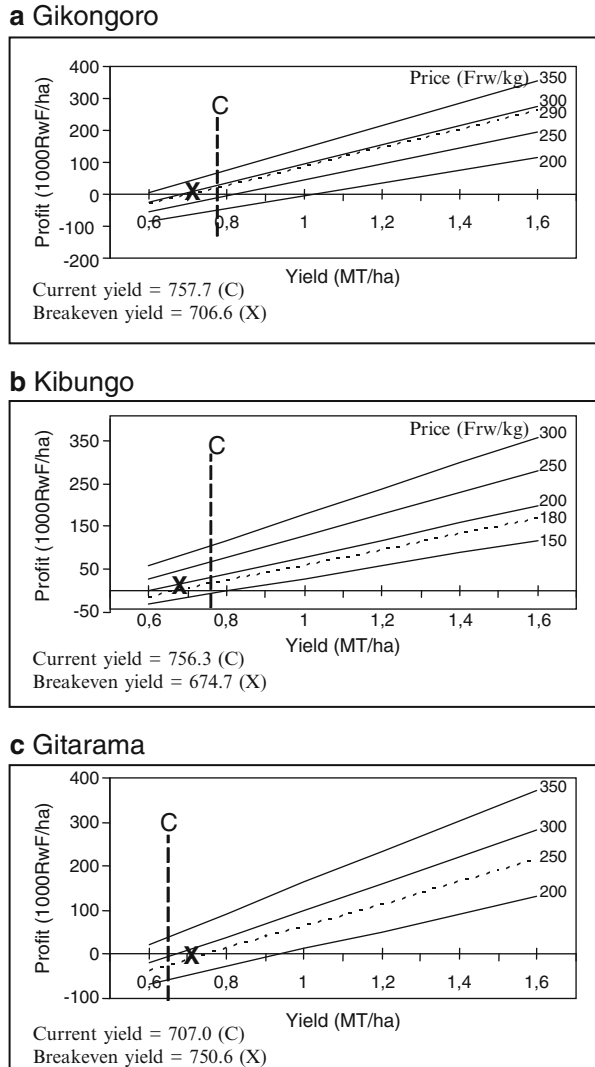 a Gikongoro
Price (Frw/kg)
400
300
200
100
0
-100
-200
Profit (1000RwF/ha)
C
X
350
300
290
250
200
0,6
0,8
1
1,2
1,4
1,6
Yield (MT/ha)
Current yield = 757.7 (C)
Breakeven yield = 706.6 (X)
b Kibungo
Price (Frw/kg)
350
250
150
50
-50
Profit (1000RwF/ha)
C
X
300
250
200
180
150
0,6
0,8
1
1,2
1,4
1,6
Yield (MT/ha)
Current yield = 756.3 (C)
Breakeven yield = 674.7 (X)
c Gitarama
400
300
200
100
0
-100
Profit (1000RwF/ha)
C
X
350
300
250
200
0,6
0,8
1
1,2
1,4
1,6
Yield (MT/ha)
Current yield = 707.0 (C)
Breakeven yield = 750.6 (X)